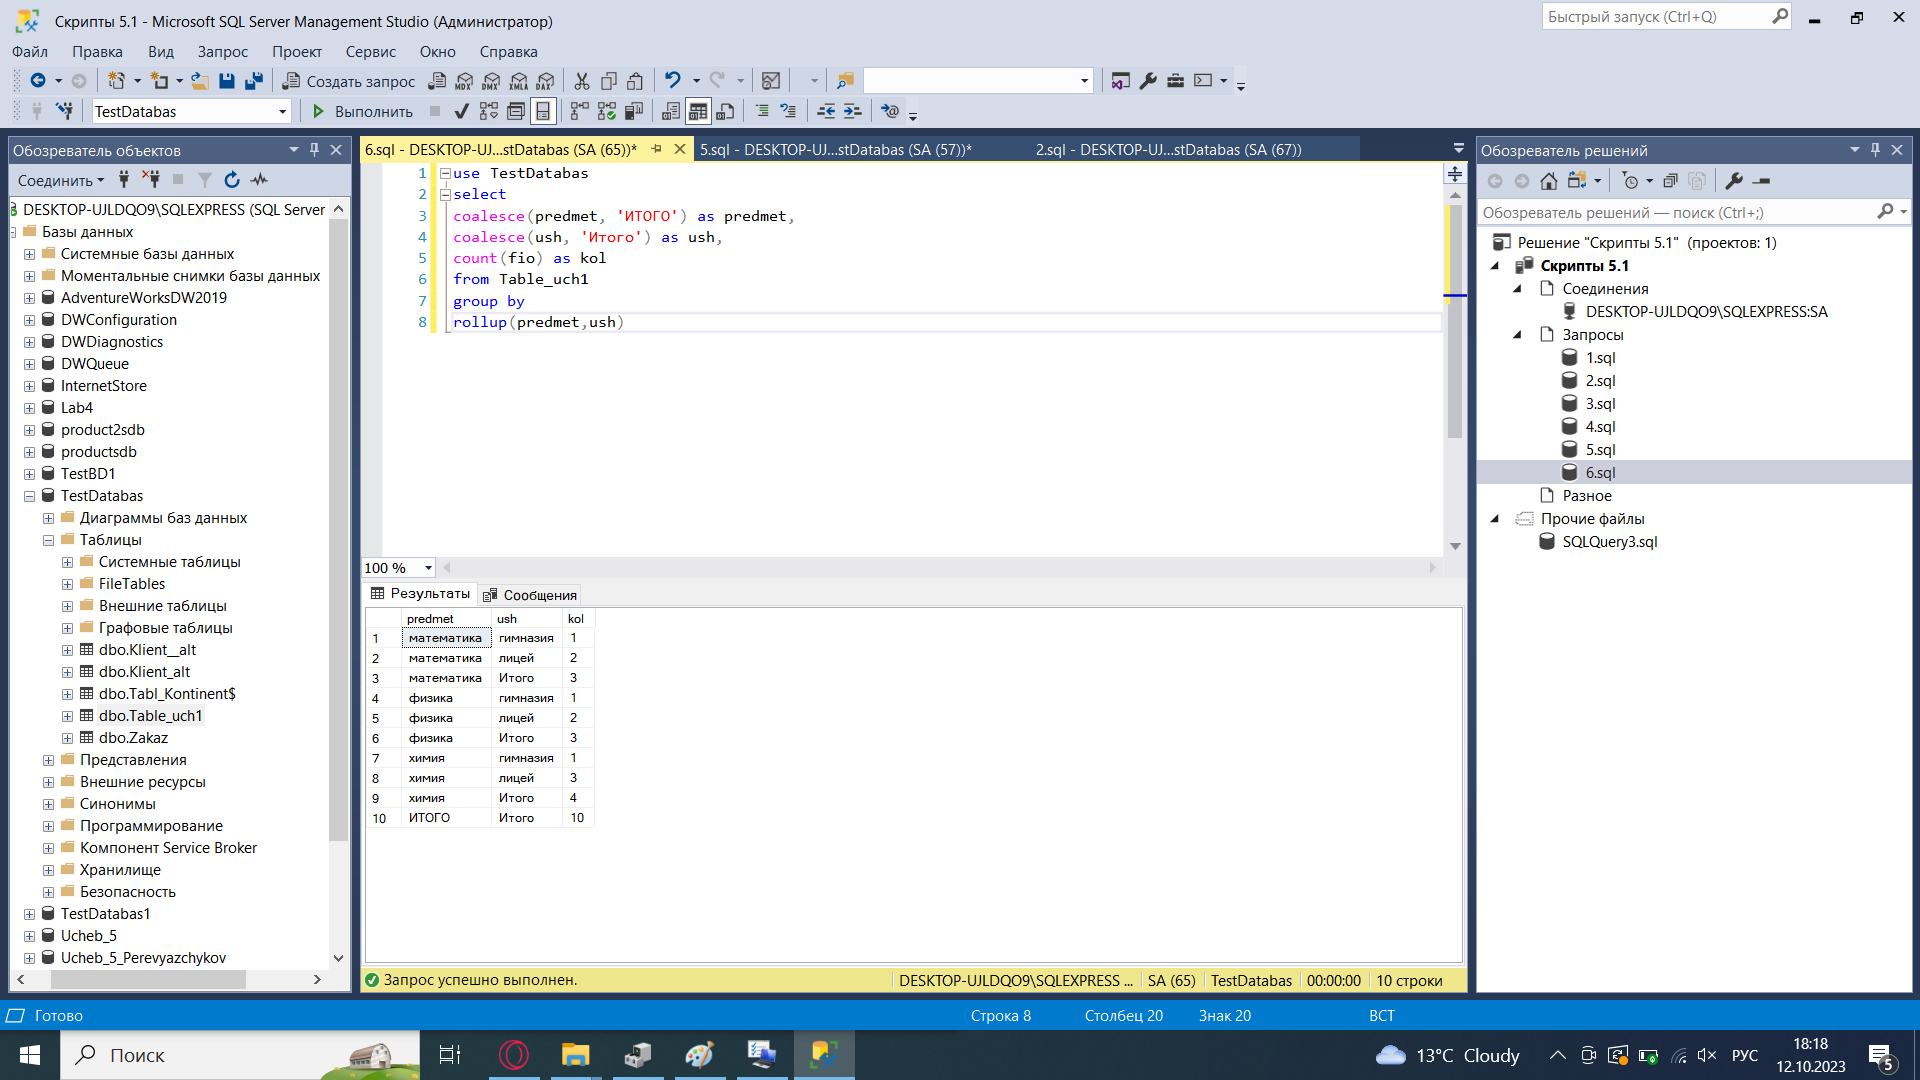 Скрипты 5.1 - Microsoft SQL Server Management Studio (Администратор)
Быстрый запуск (Ctrl+Q)
Файл Правка Вид Запрос Проект Сервис Окно Справка
Создать запрос
MDX DMX XMLA DAX
TestDatabas
Выполнить
Обозреватель объектов
Соединить
DESKTOP-UJLDQO9\SQLEXPRESS (SQL Server
Базы данных
Системные базы данных
Моментальные снимки базы данных
AdventureWorksDW2019
DWConfiguration
DWDiagnostics
DWQueue
InternetStore
Lab4
product2sdb
productsdb
TestBD1
TestDatabas
Диаграммы баз данных
Таблицы
Системные таблицы
FileTables
Внешние таблицы
Графовые таблицы
dbo.Klient__alt
dbo.Klient_alt
dbo.Tabl_Kontinent$
dbo.Table_uch1
dbo.Zakaz
Представления
Внешние ресурсы
Синонимы
Программирование
Компонент Service Broker
Хранилище
Безопасность
TestDatabas1
Ucheb_5
Ucheb_5_Perevyazchykov
6.sql - DESKTOP-UJ...stDatabas (SA (65))*
5.sql - DESKTOP-UJ...stDatabas (SA (57))*
2.sql - DESKTOP-UJ...stDatabas (SA (67))
1 use TestDatabas
2 select
3 coalesce(predmet, 'ИТОГО') as predmet,
4 coalesce(ush, 'Итого') as ush,
5 count(fio) as kol
6 from Table_uch1
7 group by
8 rollup(predmet,ush)
100 %
Результаты
Сообщения
predmet ush kol
1 математика гимназия 1
2 математика лицей 2
3 математика Итого 3
4 физика гимназия 1
5 физика лицей 2
6 физика Итого 3
7 химия гимназия 1
8 химия лицей 3
9 химия Итого 4
10 ИТОГО Итого 10
Запрос успешно выполнен.
DESKTOP-UJLDQO9\SQLEXPRESS ...
SA (65)
TestDatabas
00:00:00
10 строки
Обозреватель решений
Обозреватель решений — поиск (Ctrl+;)
Решение "Скрипты 5.1" (проектов: 1)
Скрипты 5.1
Соединения
DESKTOP-UJLDQO9\SQLEXPRESS:SA
Запросы
1.sql
2.sql
3.sql
4.sql
5.sql
6.sql
Разное
Прочие файлы
SQLQuery3.sql
Готово
Строка 8
Столбец 20
Знак 20
ВСТ
Поиск
13°C Cloudy
РУС
18:18
12.10.2023
5